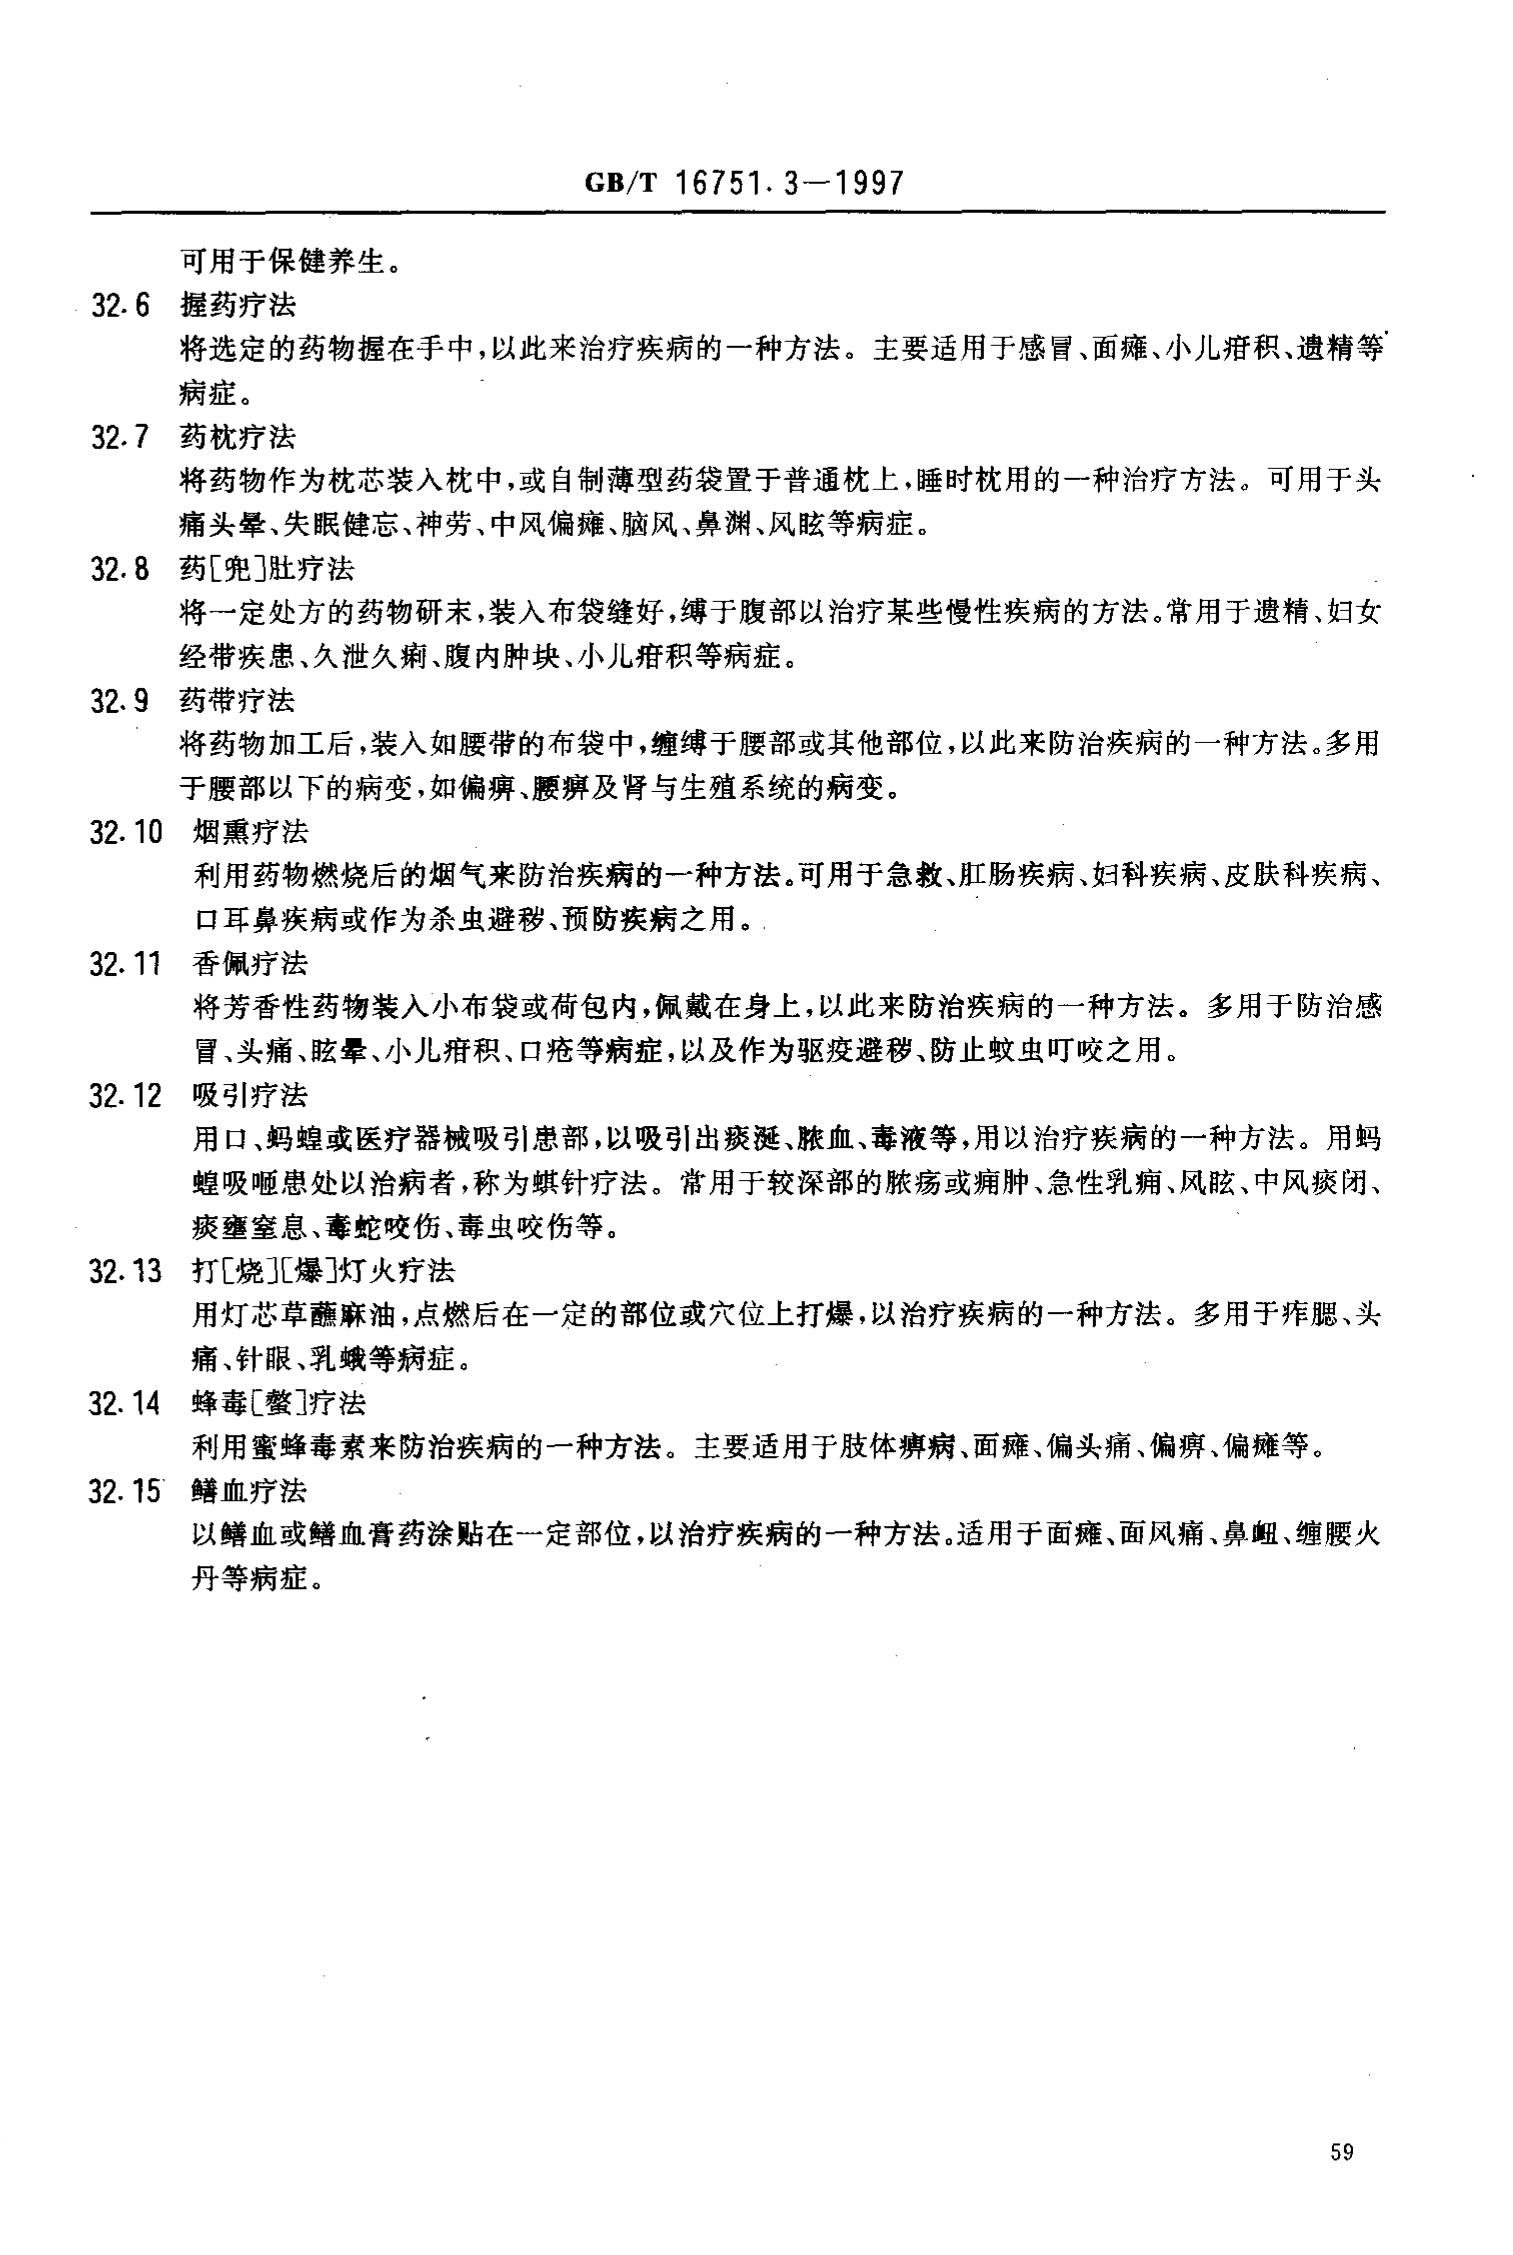 GB/T 16751.3—1997
可用于保健养生。
32.6 握药疗法
将选定的药物握在手中,以此来治疗疾病的一种方法。主要适用于感冒、面瘫、小儿疳积、遗精等
病症。
32.7 药枕疗法
将药物作为枕芯装入枕中,或自制薄型药袋置于普通枕上,睡时枕用的一种治疗方法。可用于头
痛头晕、失眠健忘、神劳、中风偏瘫、脑风、鼻渊、风眩等病症。
32.8 药[兜]肚疗法
将一定处方的药物研末,装入布袋缝好,缚于腹部以治疗某些慢性疾病的方法。常用于遗精、妇女
经带疾患、久泄久痢、腹内肿块、小儿疳积等病症。
32.9 药带疗法
将药物加工后,装入如腰带的布袋中,缠缚于腰部或其他部位,以此来防治疾病的一种方法。多用
于腰部以下的病变,如偏痹、腰痹及肾与生殖系统的病变。
32.10 烟熏疗法
利用药物燃烧后的烟气来防治疾病的一种方法。可用于急救、肛肠疾病、妇科疾病、皮肤科疾病、
口耳鼻疾病或作为杀虫避秽、预防疾病之用。
32.11 香佩疗法
将芳香性药物装入小布袋或荷包内,佩戴在身上,以此来防治疾病的一种方法。多用于防治感
冒、头痛、眩晕、小儿疳积、口疮等病症,以及作为驱疫避秽、防止蚊虫叮咬之用。
32.12 吸引疗法
用口、蚂蝗或医疗器械吸引患部,以吸引出痰涎、脓血、毒液等,用以治疗疾病的一种方法。用蚂
蝗吸咂患处以治病者,称为蜞针疗法。常用于较深部的脓疡或痈肿、急性乳痈、风眩、中风痰闭、
痰壅窒息、毒蛇咬伤、毒虫咬伤等。
32.13 打[烧][爆]灯火疗法
用灯芯草蘸麻油,点燃后在一定的部位或穴位上打爆,以治疗疾病的一种方法。多用于痄腮、头
痛、针眼、乳蛾等病症。
32.14 蜂毒[螫]疗法
利用蜜蜂毒素来防治疾病的一种方法。主要适用于肢体痹病、面瘫、偏头痛、偏痹、偏瘫等。
32.15 鳝血疗法
以鳝血或鳝血膏药涂贴在一定部位,以治疗疾病的一种方法。适用于面瘫、面风痛、鼻衄、缠腰火
丹等病症。
59